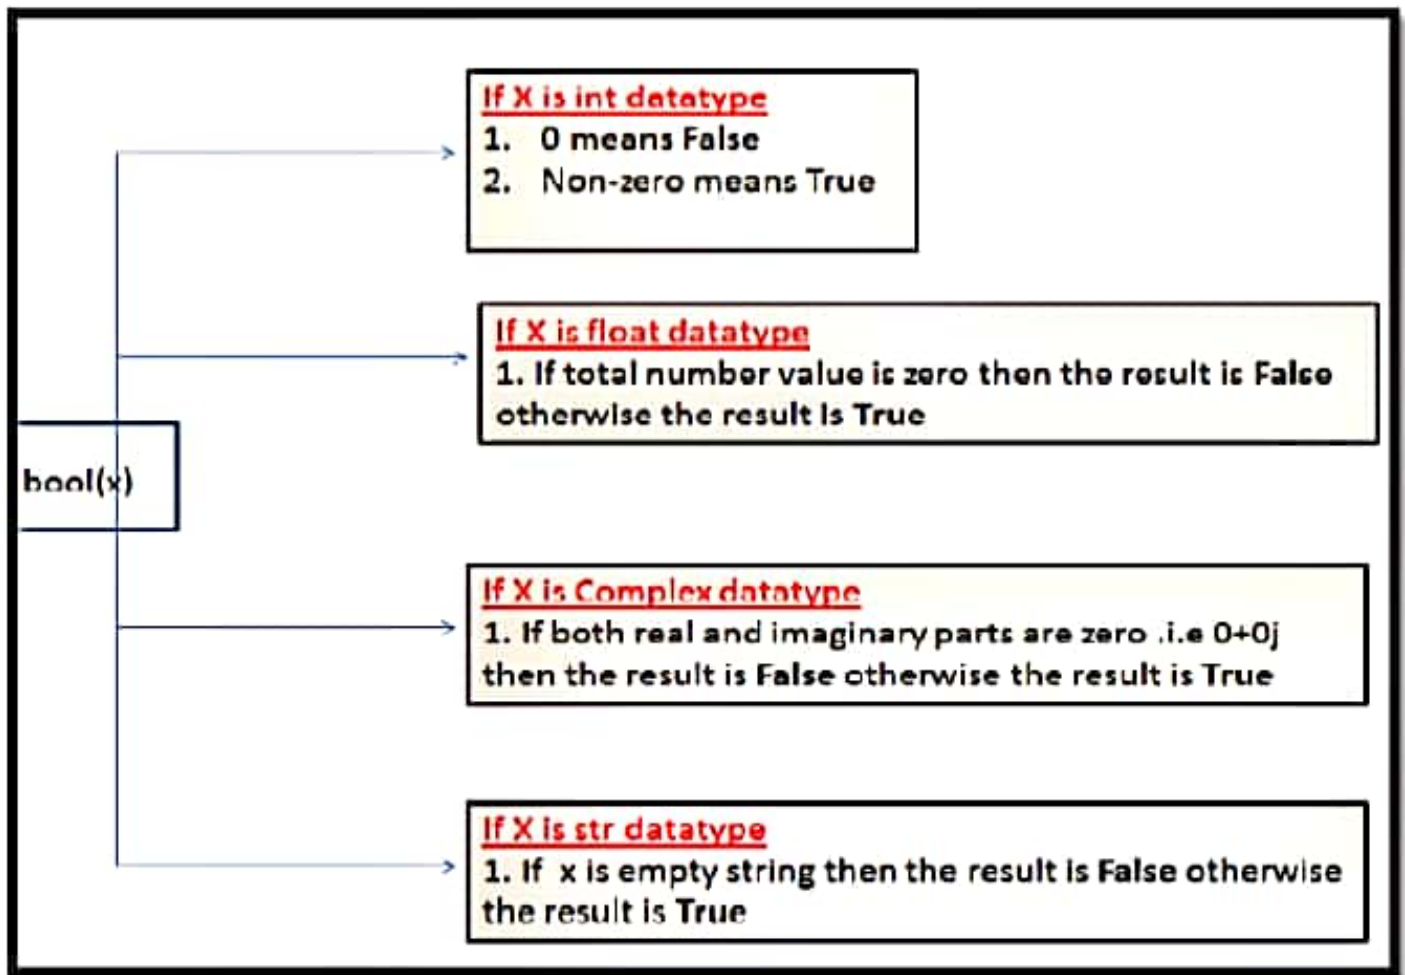 If X is int datatype
1. 0 means False
2. Non-zero means True
If X is float datatype
1. If total number value is zero then the result is False
otherwise the result is True
bool(x)
If X is Complex datatype
1. If both real and imaginary parts are zero .i.e 0+0j
then the result is False otherwise the result is True
If X is str datatype
1. If x is empty string then the result is False otherwise
the result is True